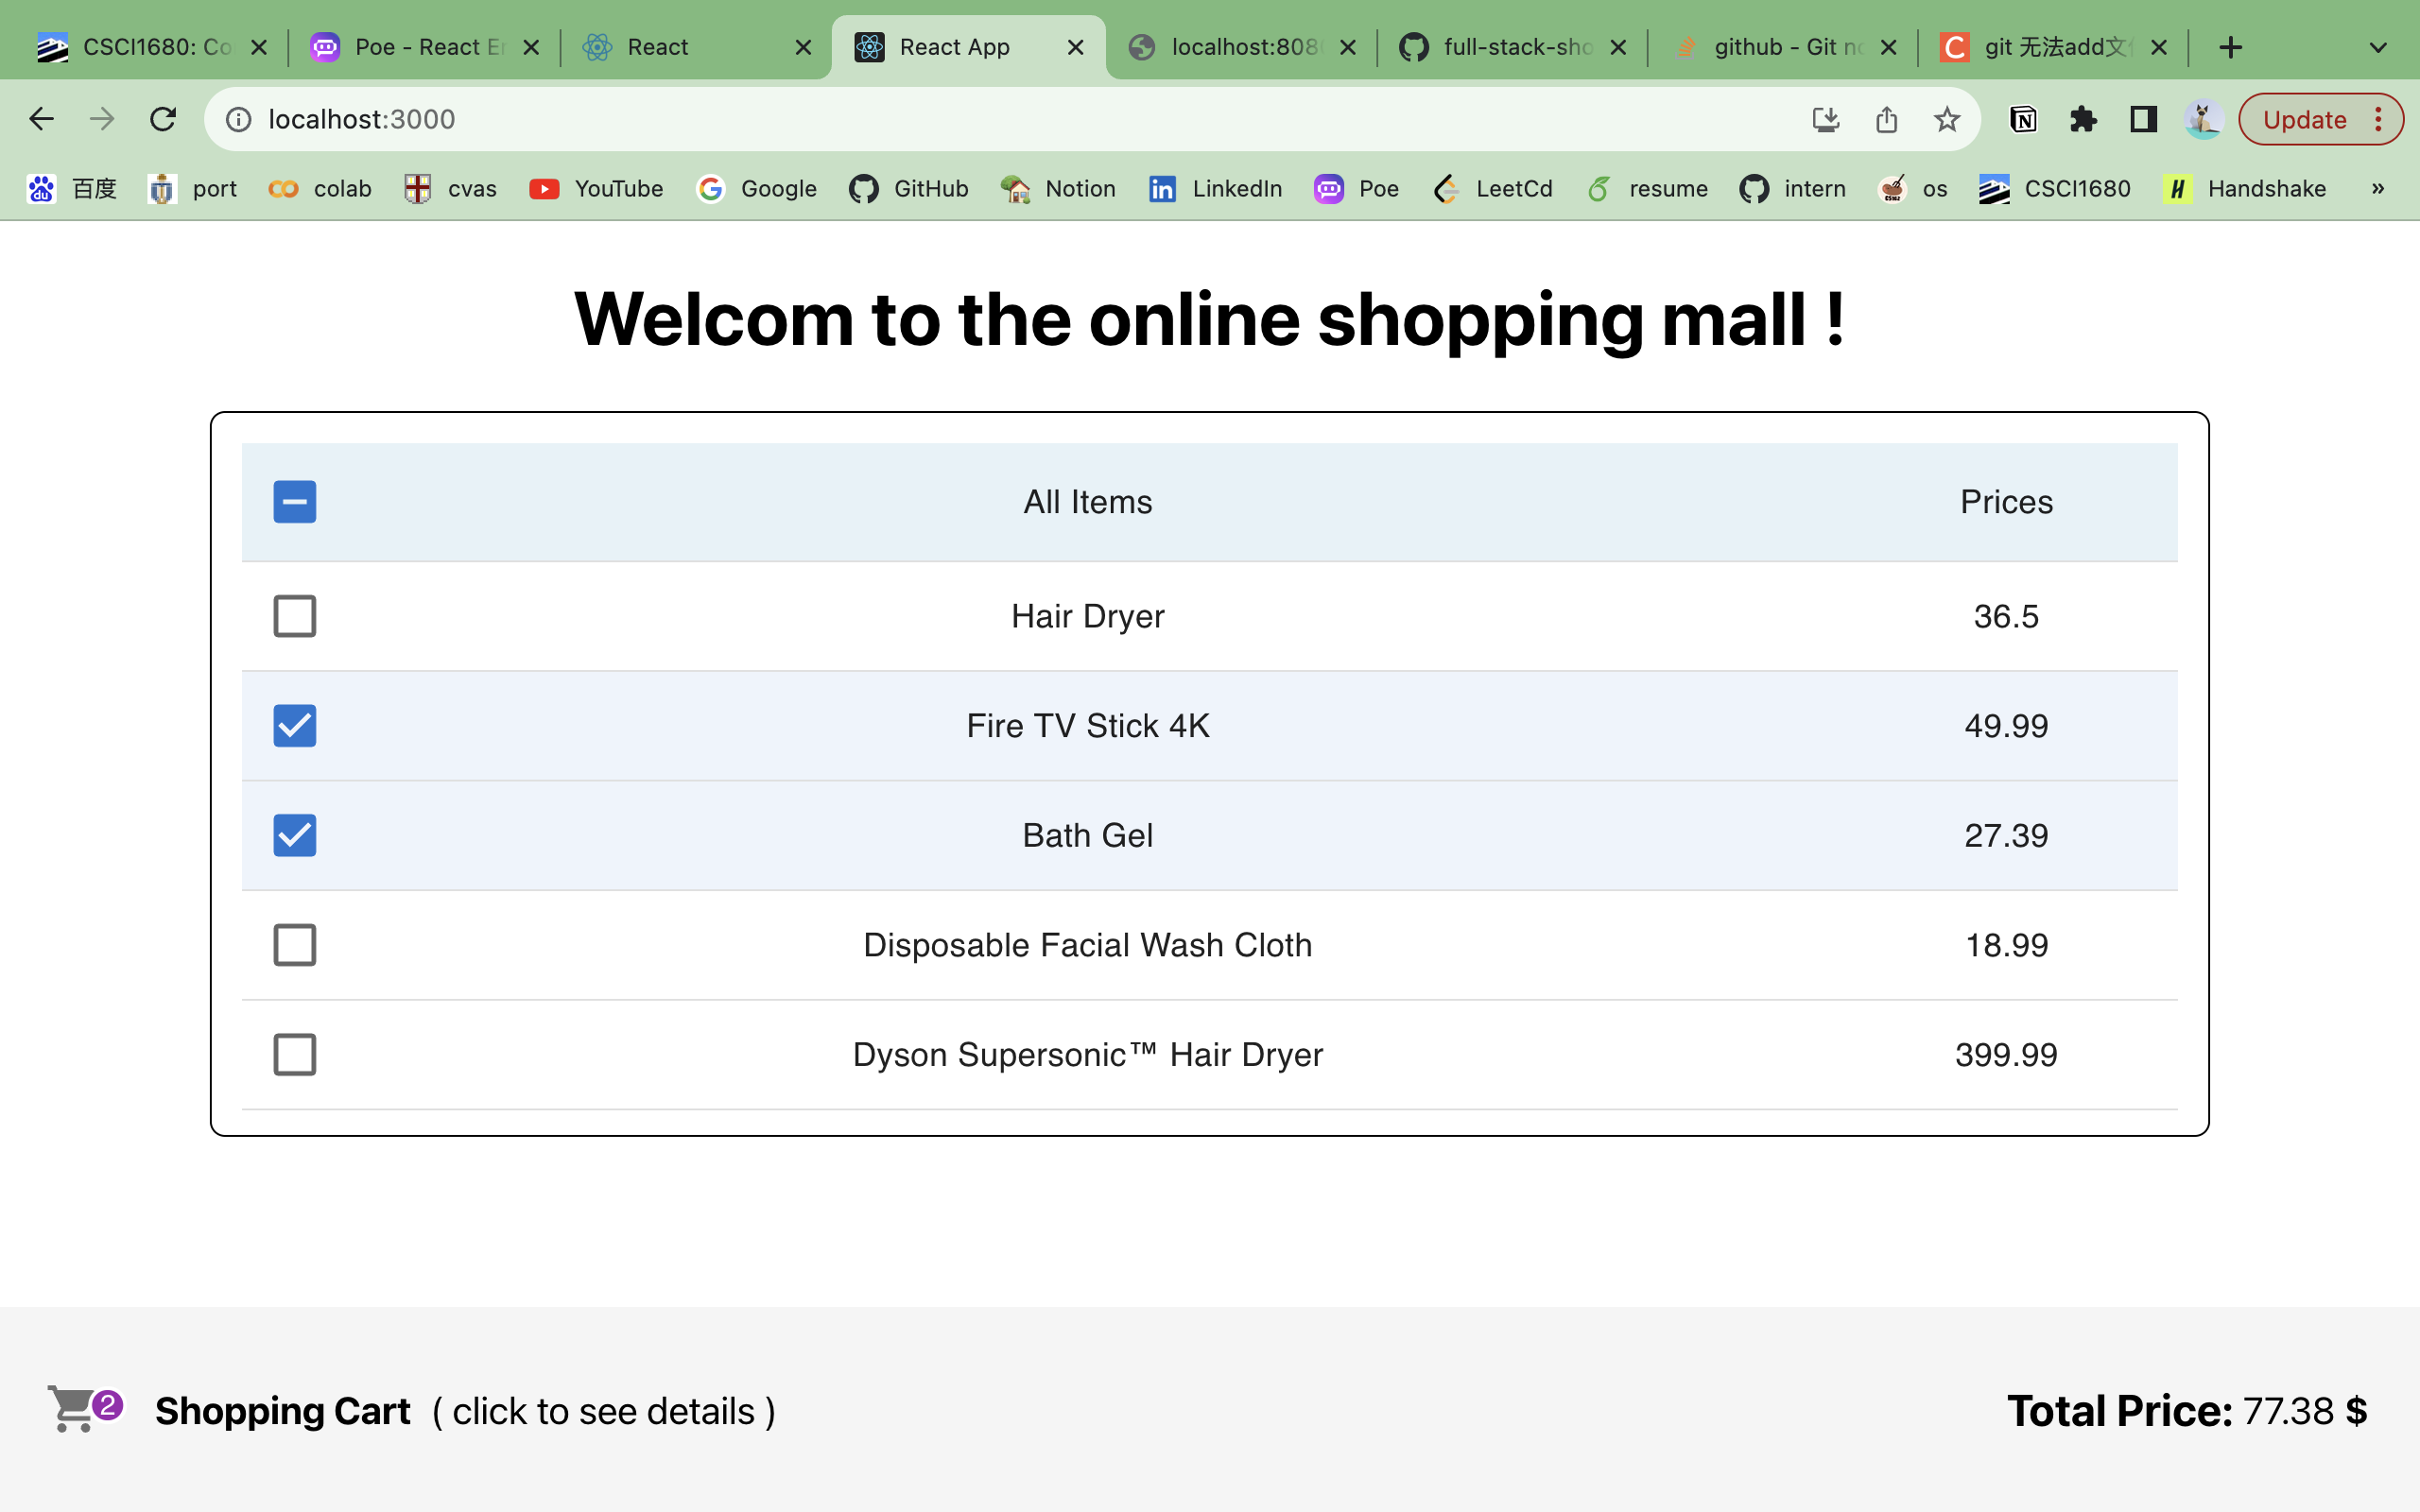 CSCI1680: Co
Poe - React Er
React
React App
localhost:808
full-stack-sho
github - Git no
git 无法add文
localhost:3000
Update
百度
port
colab
cvas
YouTube
Google
GitHub
Notion
LinkedIn
Poe
LeetCd
resume
intern
os
CSCI1680
Handshake
»
Welcom to the online shopping mall !
All Items Prices
Hair Dryer 36.5
Fire TV Stick 4K 49.99
Bath Gel 27.39
Disposable Facial Wash Cloth 18.99
Dyson Supersonic™ Hair Dryer 399.99
2 Shopping Cart ( click to see details ) Total Price: 77.38 $